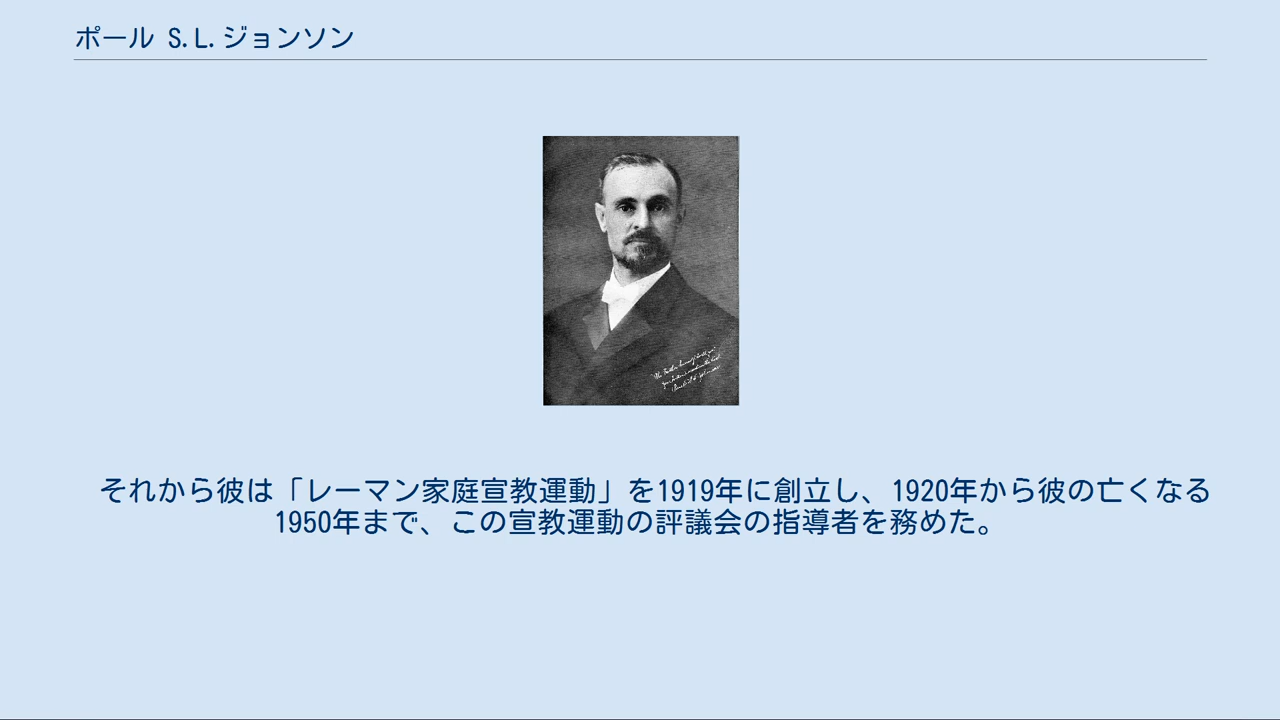 ポール S.L.ジョンソン
それから彼は「レーマン家庭宣教運動」を1919年に創立し、1920年から彼の亡くなる
1950年まで、この宣教運動の評議会の指導者を務めた。